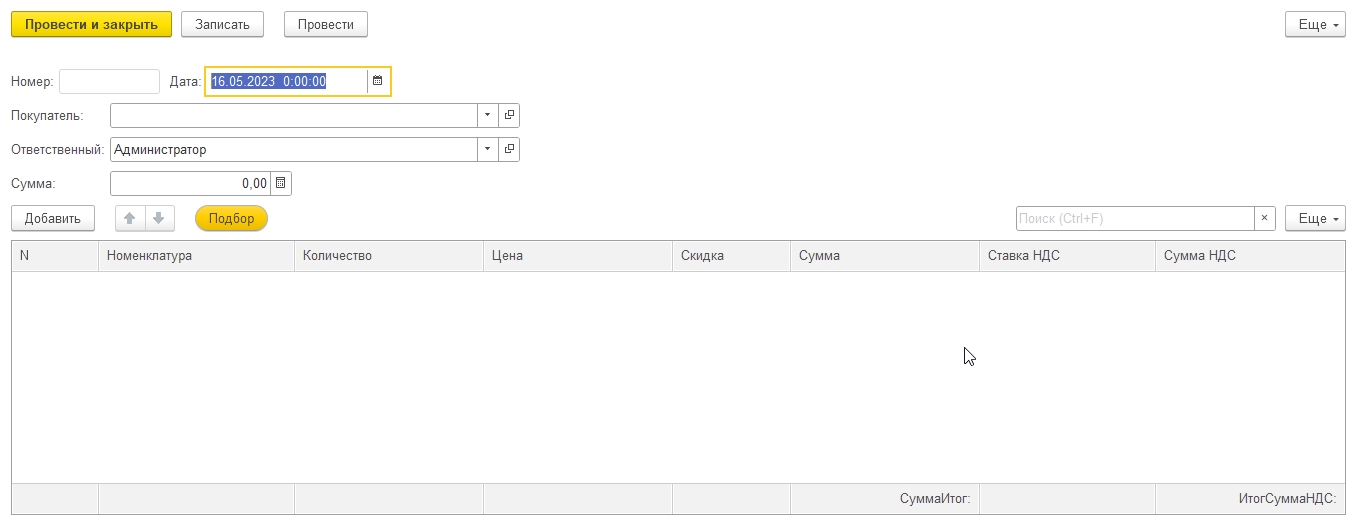 Провести и закрыть Записать Провести Еще
Номер: Дата: 16.05.2023 0:00:00
Покупатель:
Ответственный: Администратор
Сумма: 0,00
Добавить Подбор Поиск (Ctrl+F) × Еще
N Номенклатура Количество Цена Скидка Сумма Ставка НДС Сумма НДС
СуммаИтог: ИтогСуммаНДС: